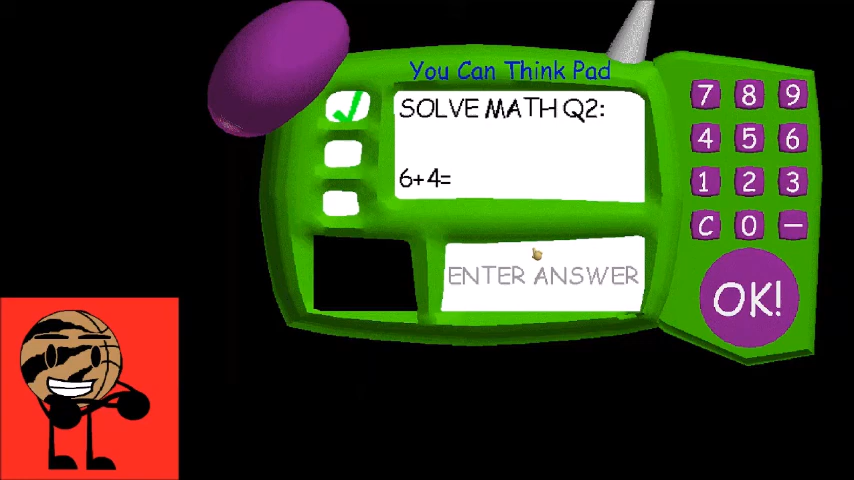 You Can Think Pad
SOLVE MATH Q2:
6+4=
ENTER ANSWER
7 8 9
4 5 6
1 2 3
C 0 −
OK!